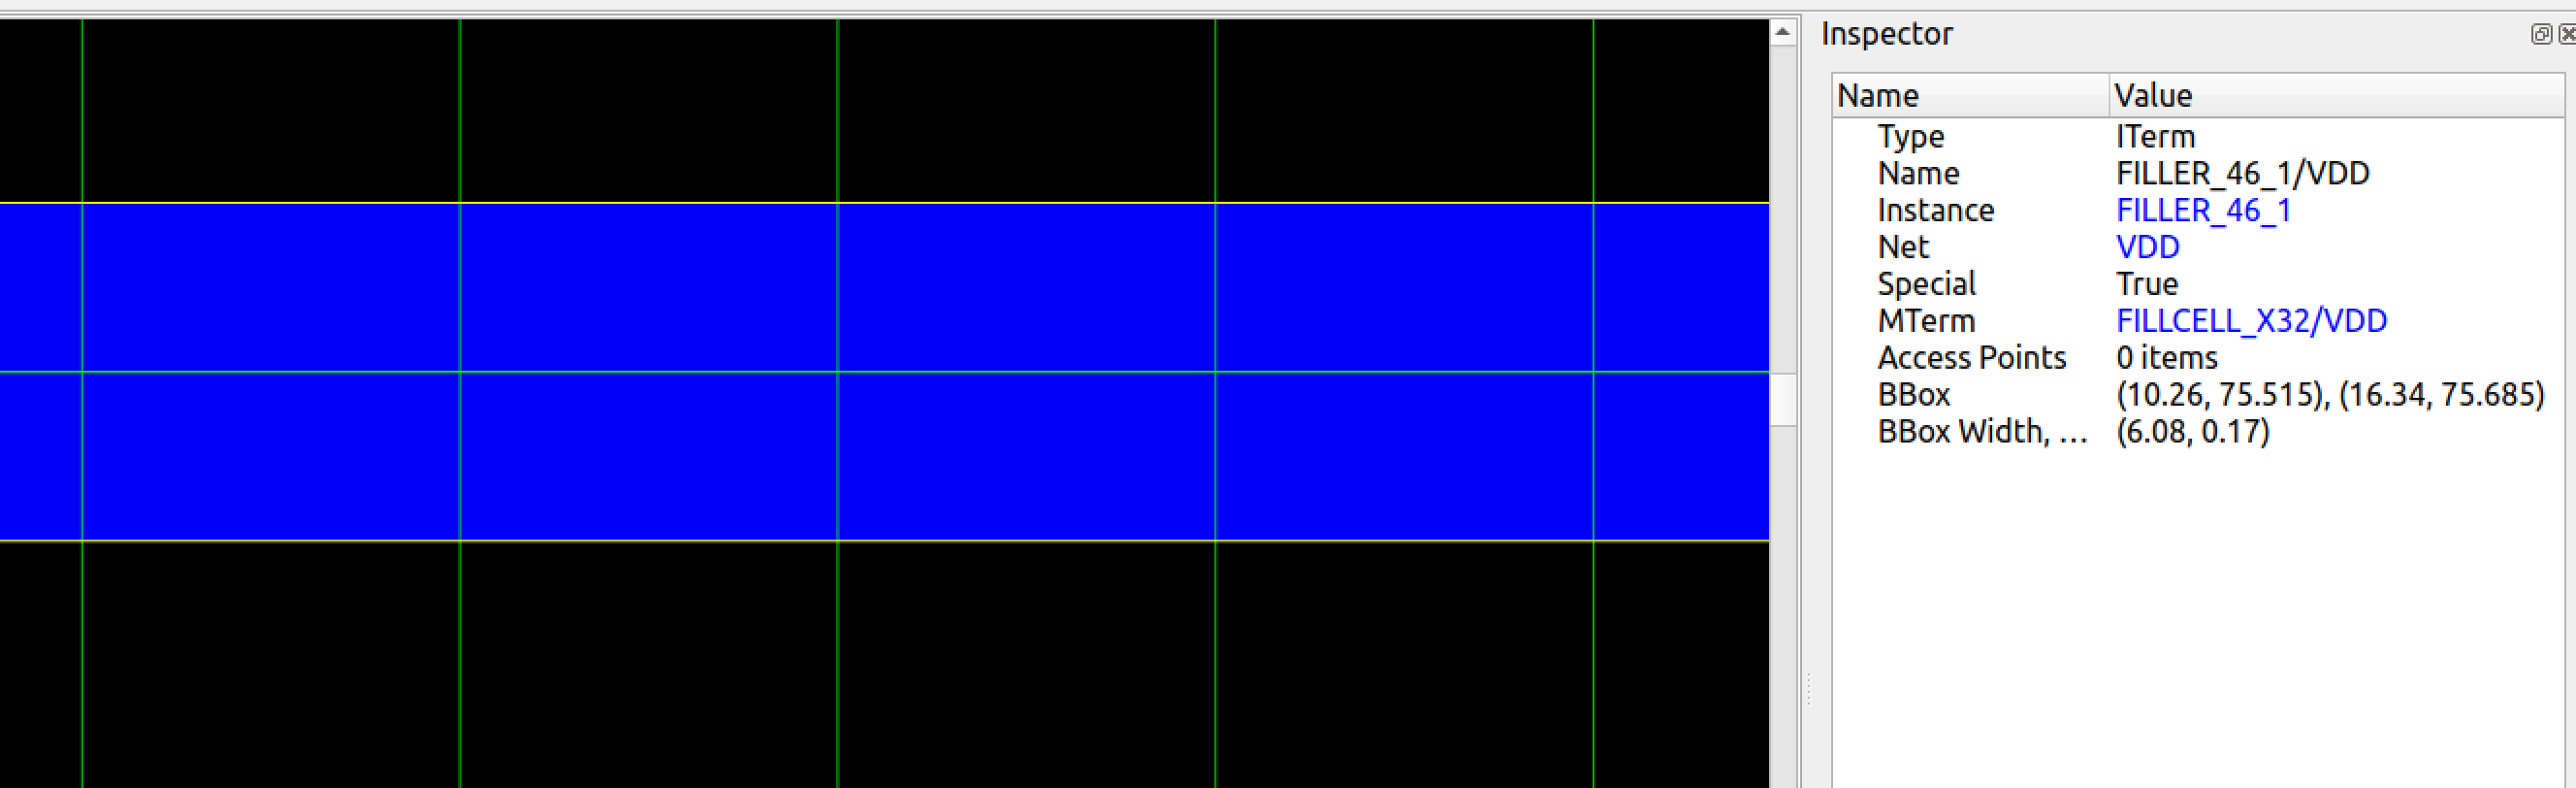 Inspector
Name Value
Type ITerm
Name FILLER_46_1/VDD
Instance FILLER_46_1
Net VDD
Special True
MTerm FILLCELL_X32/VDD
Access Points 0 items
BBox (10.26, 75.515), (16.34, 75.685)
BBox Width, ... (6.08, 0.17)